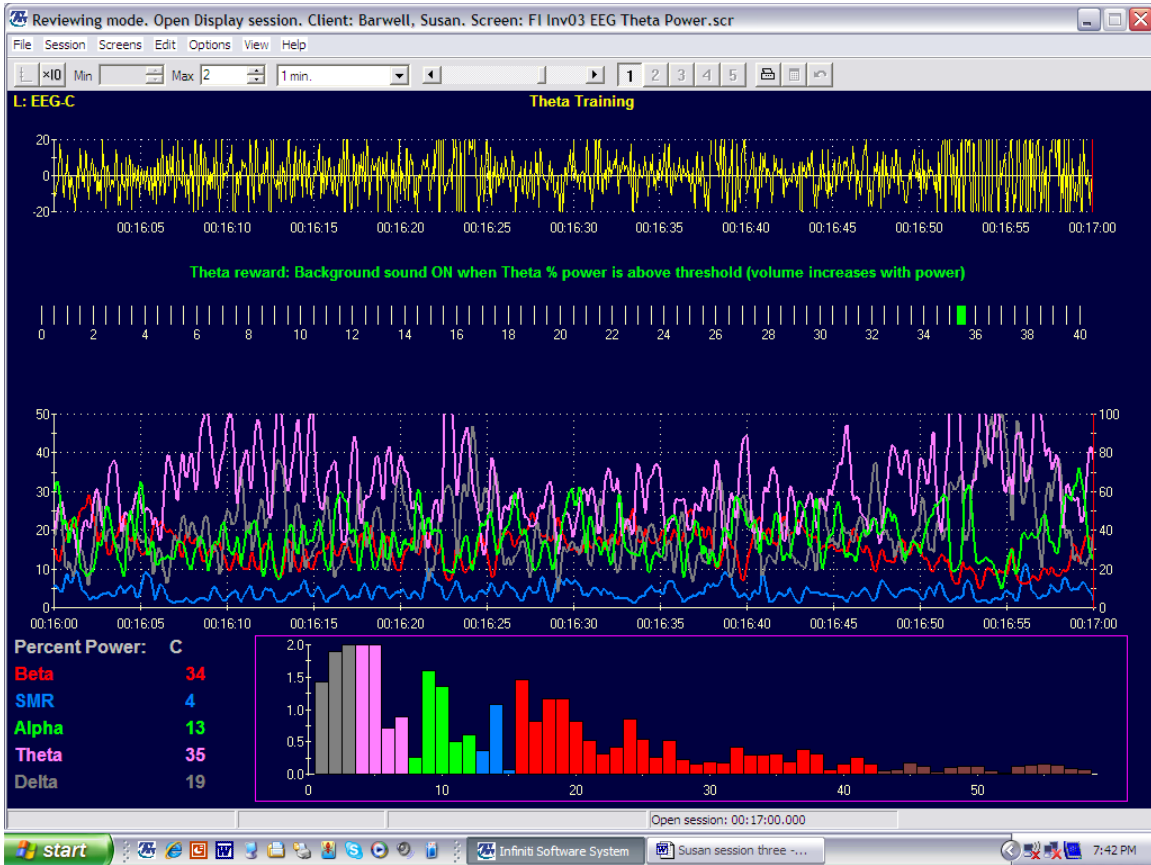 Reviewing mode. Open Display session. Client: Barwell, Susan. Screen: FI Inv03 EEG Theta Power.scr
File Session Screens Edit Options View Help
×10 Min Max 2 1 min. 1 2 3 4 5
L: EEG-C Theta Training
20
0
-20
00:16:05 00:16:10 00:16:15 00:16:20 00:16:25 00:16:30 00:16:35 00:16:40 00:16:45 00:16:50 00:16:55 00:17:00
Theta reward: Background sound ON when Theta % power is above threshold (volume increases with power)
0 2 4 6 8 10 12 14 16 18 20 22 24 26 28 30 32 34 36 38 40
50 100
40 80
30 60
20 40
10 20
0 0
00:16:00 00:16:05 00:16:10 00:16:15 00:16:20 00:16:25 00:16:30 00:16:35 00:16:40 00:16:45 00:16:50 00:16:55 00:17:00
Percent Power: C
Beta 34
SMR 4
Alpha 13
Theta 35
Delta 19
2.0
1.5
1.0
0.5
0.0
0 10 20 30 40 50
Open session: 00:17:00.000
start Infiniti Software System Susan session three -... 7:42 PM